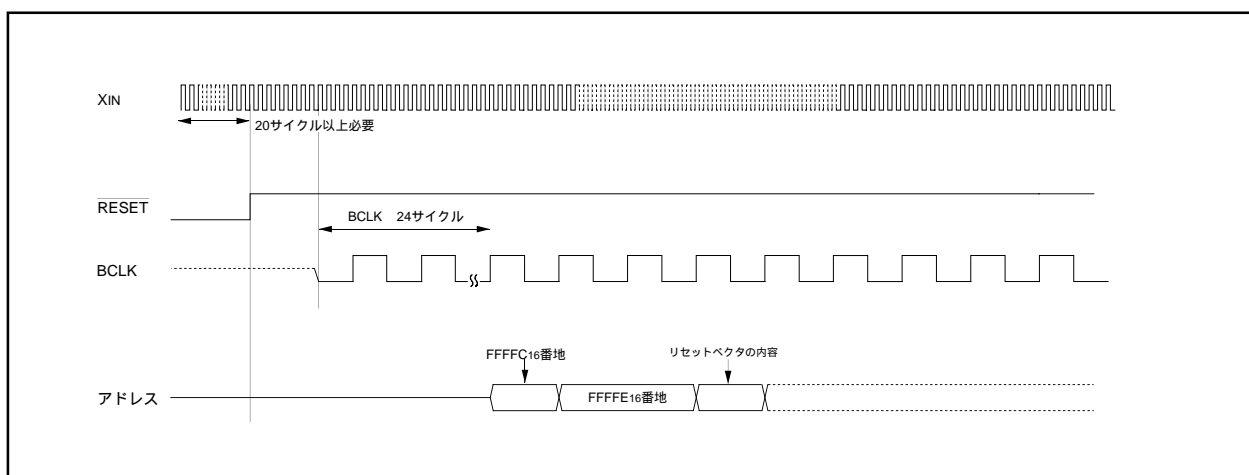 XIN
20サイクル以上必要
RESET
BCLK 24サイクル
BCLK
FFFFC16番地
リセットベクタの内容
アドレス
FFFFE16番地